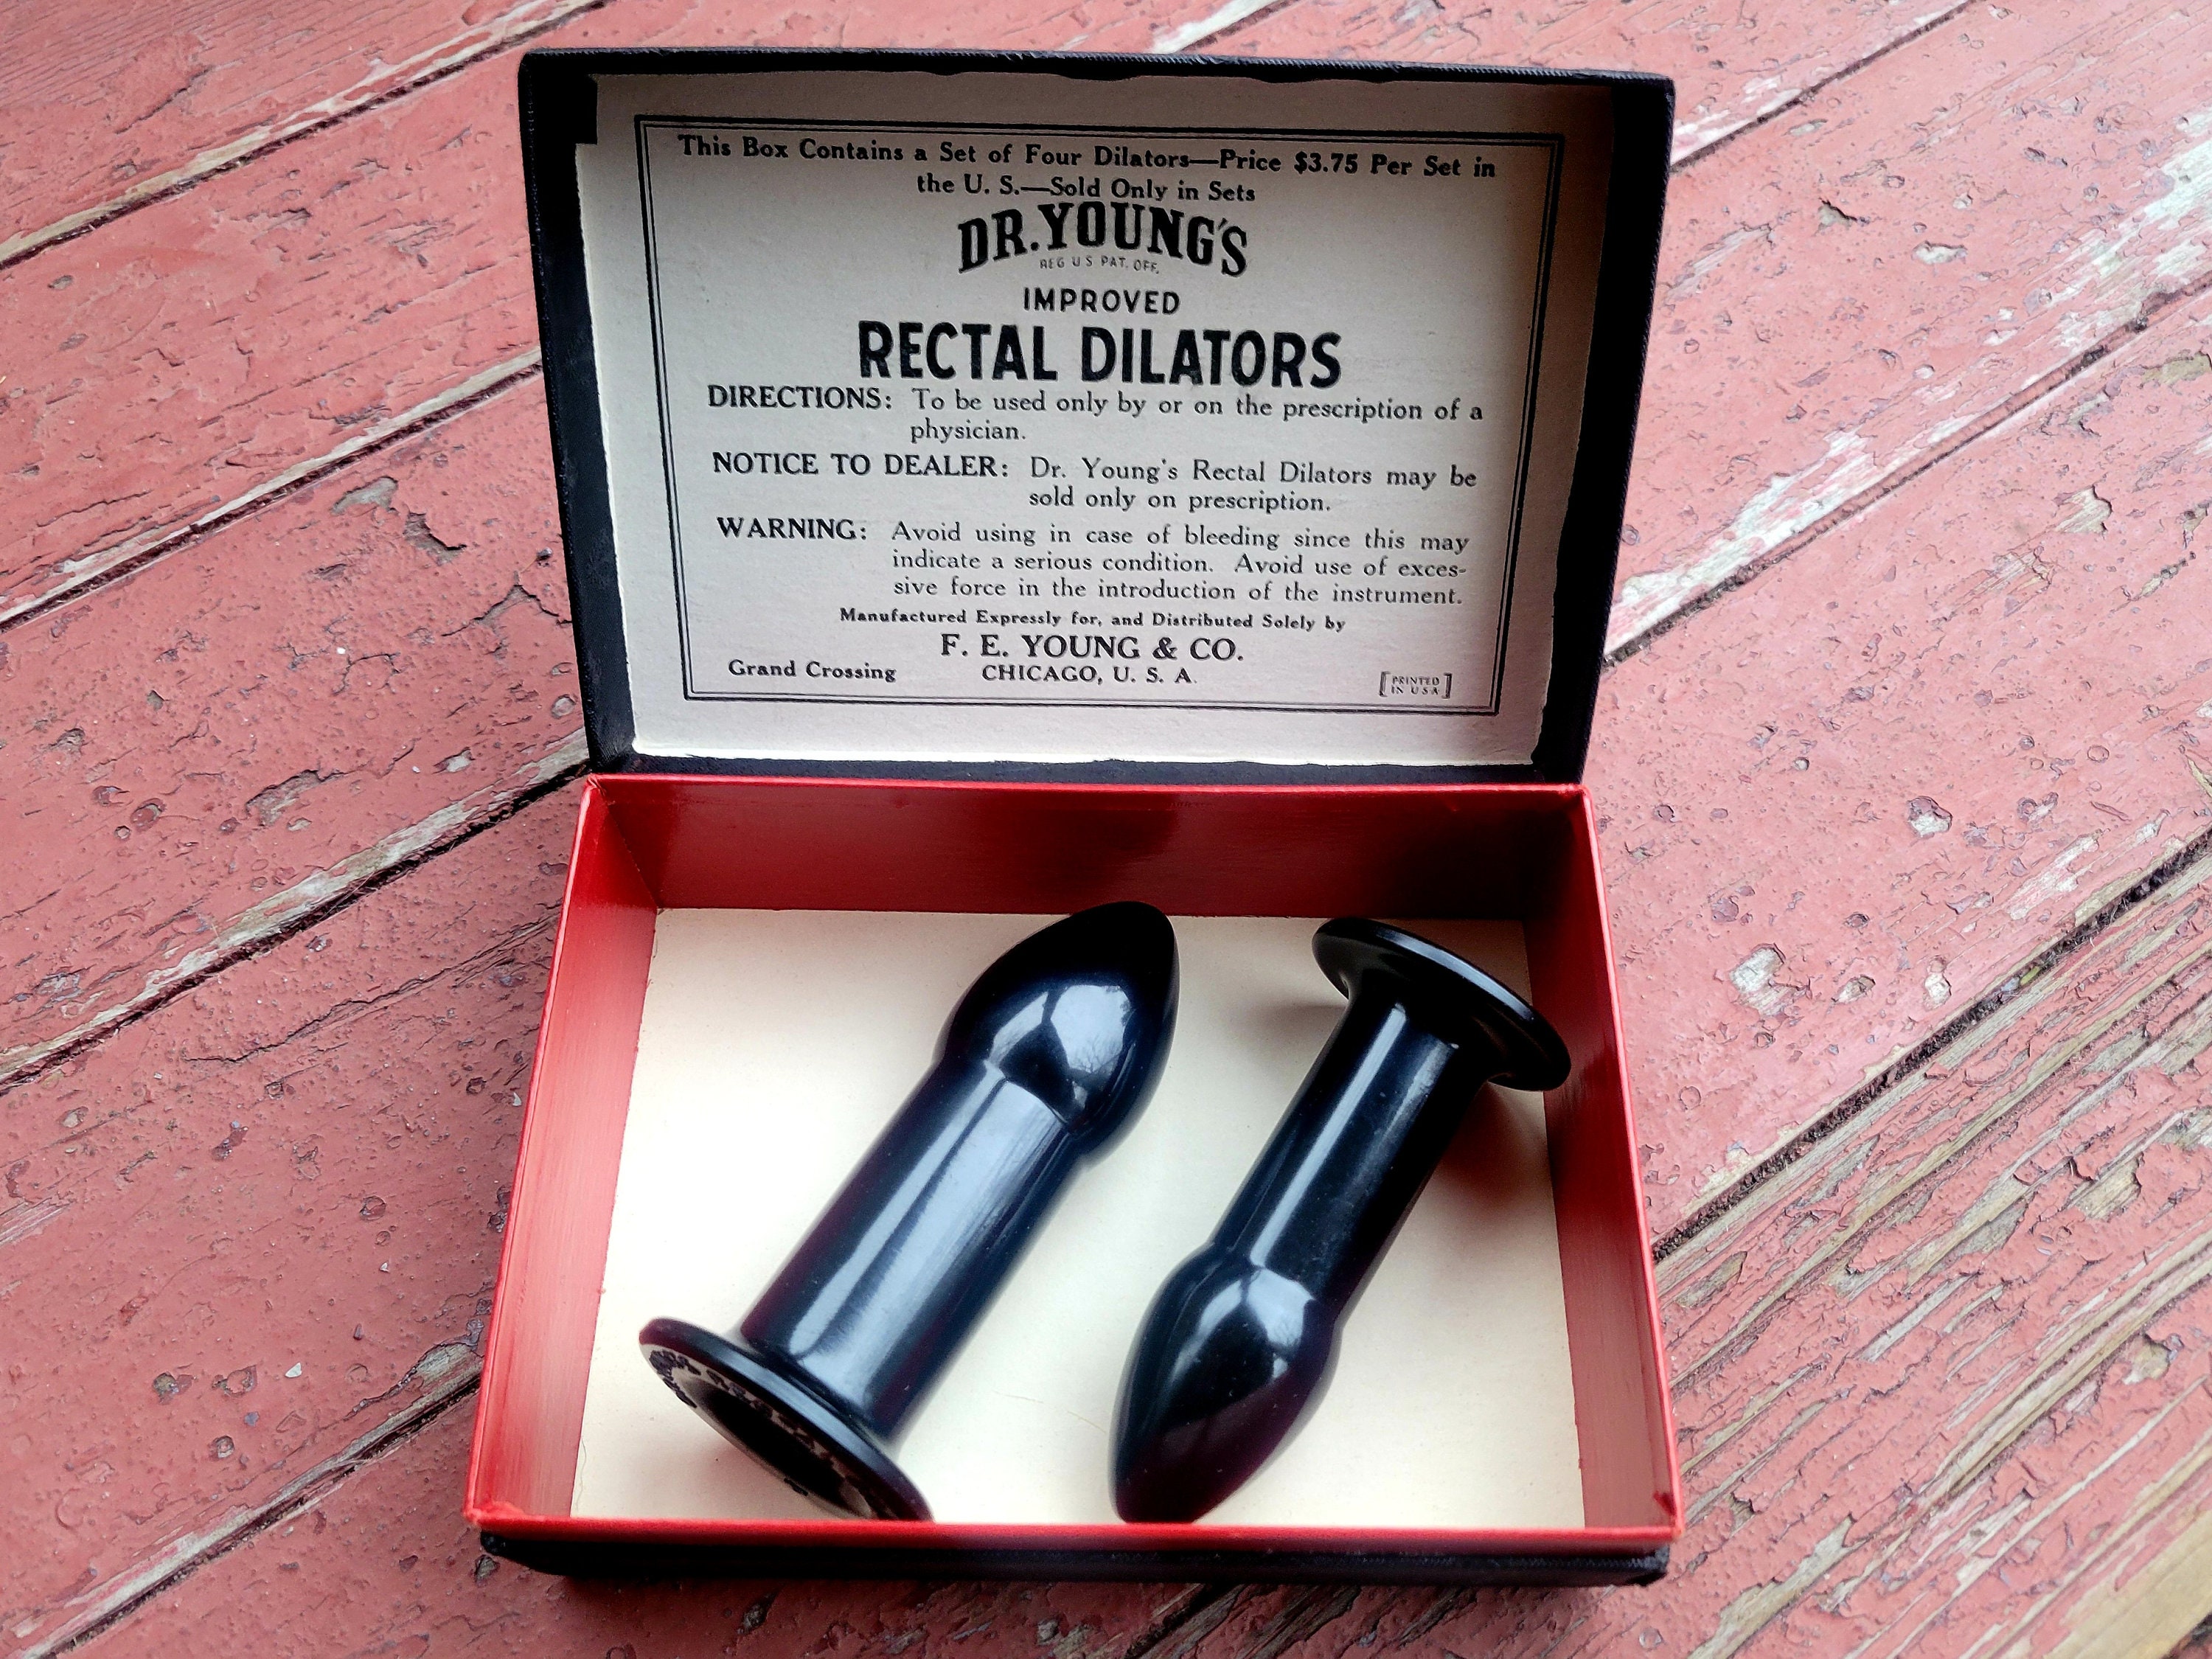 This Box Contains a Set of Four Dilators—Price $3.75 Per Set in
the U. S.—Sold Only in Sets
DR. YOUNG'S
REG U S PAT. OFF.
IMPROVED
RECTAL DILATORS
DIRECTIONS: To be used only by or on the prescription of a
physician.
NOTICE TO DEALER: Dr. Young's Rectal Dilators may be
sold only on prescription.
WARNING: Avoid using in case of bleeding since this may
indicate a serious condition. Avoid use of exces-
sive force in the introduction of the instrument.
Manufactured Expressly for, and Distributed Solely by
F. E. YOUNG & CO.
Grand Crossing CHICAGO, U. S. A. [PRINTED
IN U S A]